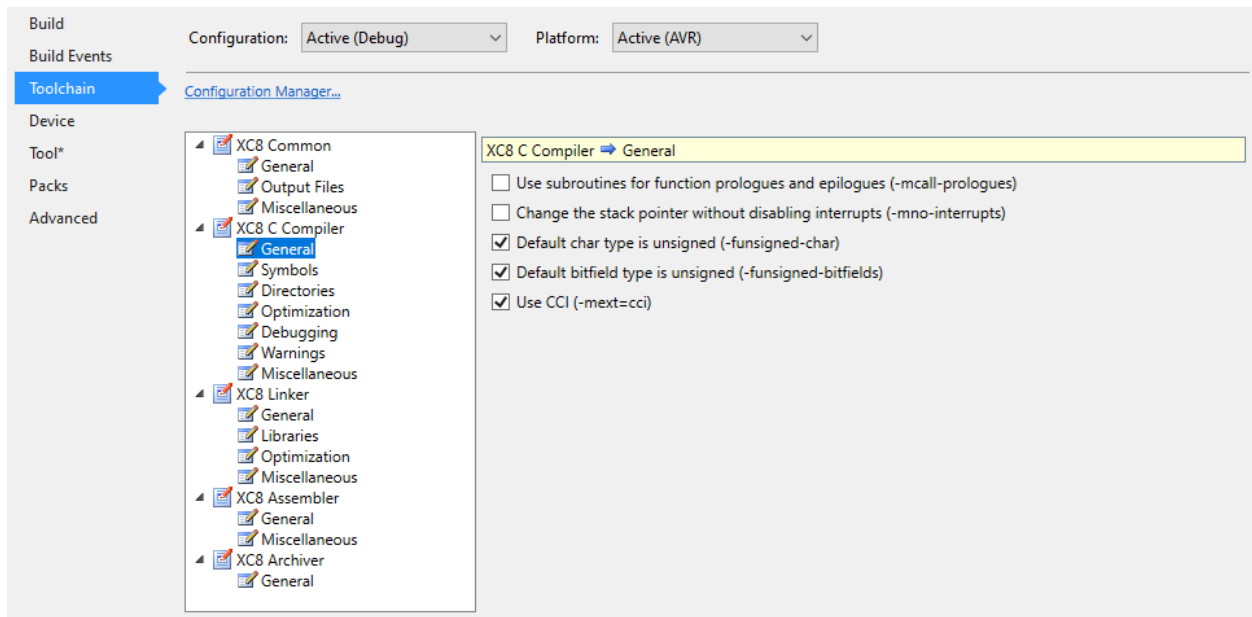 Build
Build Events
Toolchain
Device
Tool*
Packs
Advanced
Configuration: Active (Debug) Platform: Active (AVR)
Configuration Manager...
XC8 Common
General
Output Files
Miscellaneous
XC8 C Compiler
General
Symbols
Directories
Optimization
Debugging
Warnings
Miscellaneous
XC8 Linker
General
Libraries
Optimization
Miscellaneous
XC8 Assembler
General
Miscellaneous
XC8 Archiver
General
XC8 C Compiler ➡ General
Use subroutines for function prologues and epilogues (-mcall-prologues)
Change the stack pointer without disabling interrupts (-mno-interrupts)
Default char type is unsigned (-funsigned-char)
Default bitfield type is unsigned (-funsigned-bitfields)
Use CCI (-mext=cci)